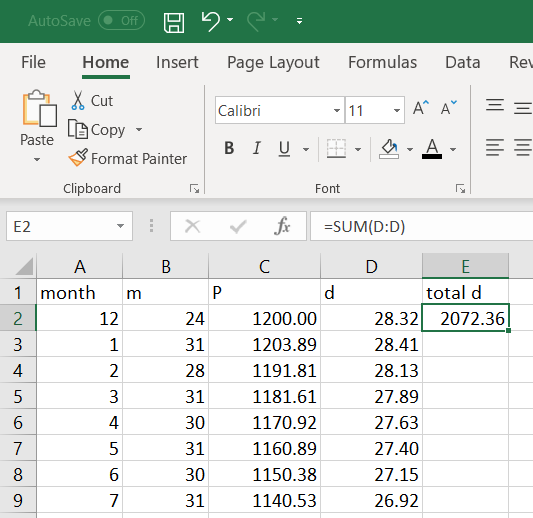 AutoSave Off
File Home Insert Page Layout Formulas Data Rev
Paste
Cut
Copy
Format Painter
Clipboard
Calibri 11
B I U A
Font
E2 fx =SUM(D:D)
A B C D E
1 month m P d total d
2 12 24 1200.00 28.32 2072.36
3 1 31 1203.89 28.41
4 2 28 1191.81 28.13
5 3 31 1181.61 27.89
6 4 30 1170.92 27.63
7 5 31 1160.89 27.40
8 6 30 1150.38 27.15
9 7 31 1140.53 26.92